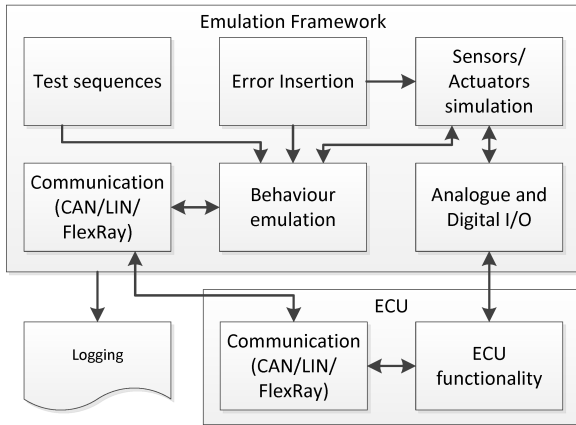 Emulation Framework
Test sequences
Error Insertion
Sensors/
Actuators
simulation
Communication
(CAN/LIN/
FlexRay)
Behaviour
emulation
Analogue and
Digital I/O
Logging
ECU
Communication
(CAN/LIN/
FlexRay)
ECU
functionality